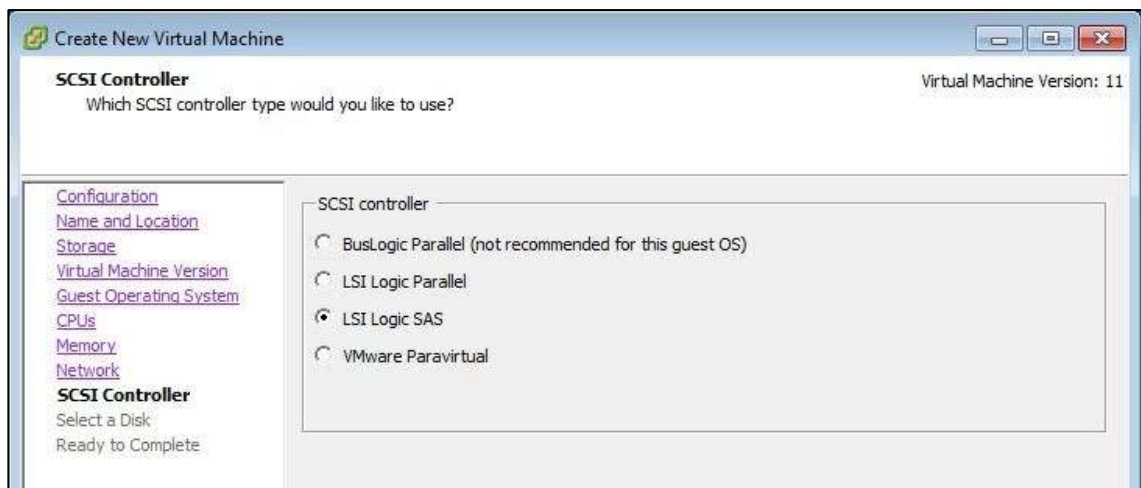 Create New Virtual Machine
SCSI Controller
Virtual Machine Version: 11
Which SCSI controller type would you like to use?
Configuration
Name and Location
Storage
Virtual Machine Version
Guest Operating System
CPUs
Memory
Network
SCSI Controller
Select a Disk
Ready to Complete
SCSI controller
BusLogic Parallel (not recommended for this guest OS)
LSI Logic Parallel
LSI Logic SAS
VMware Paravirtual